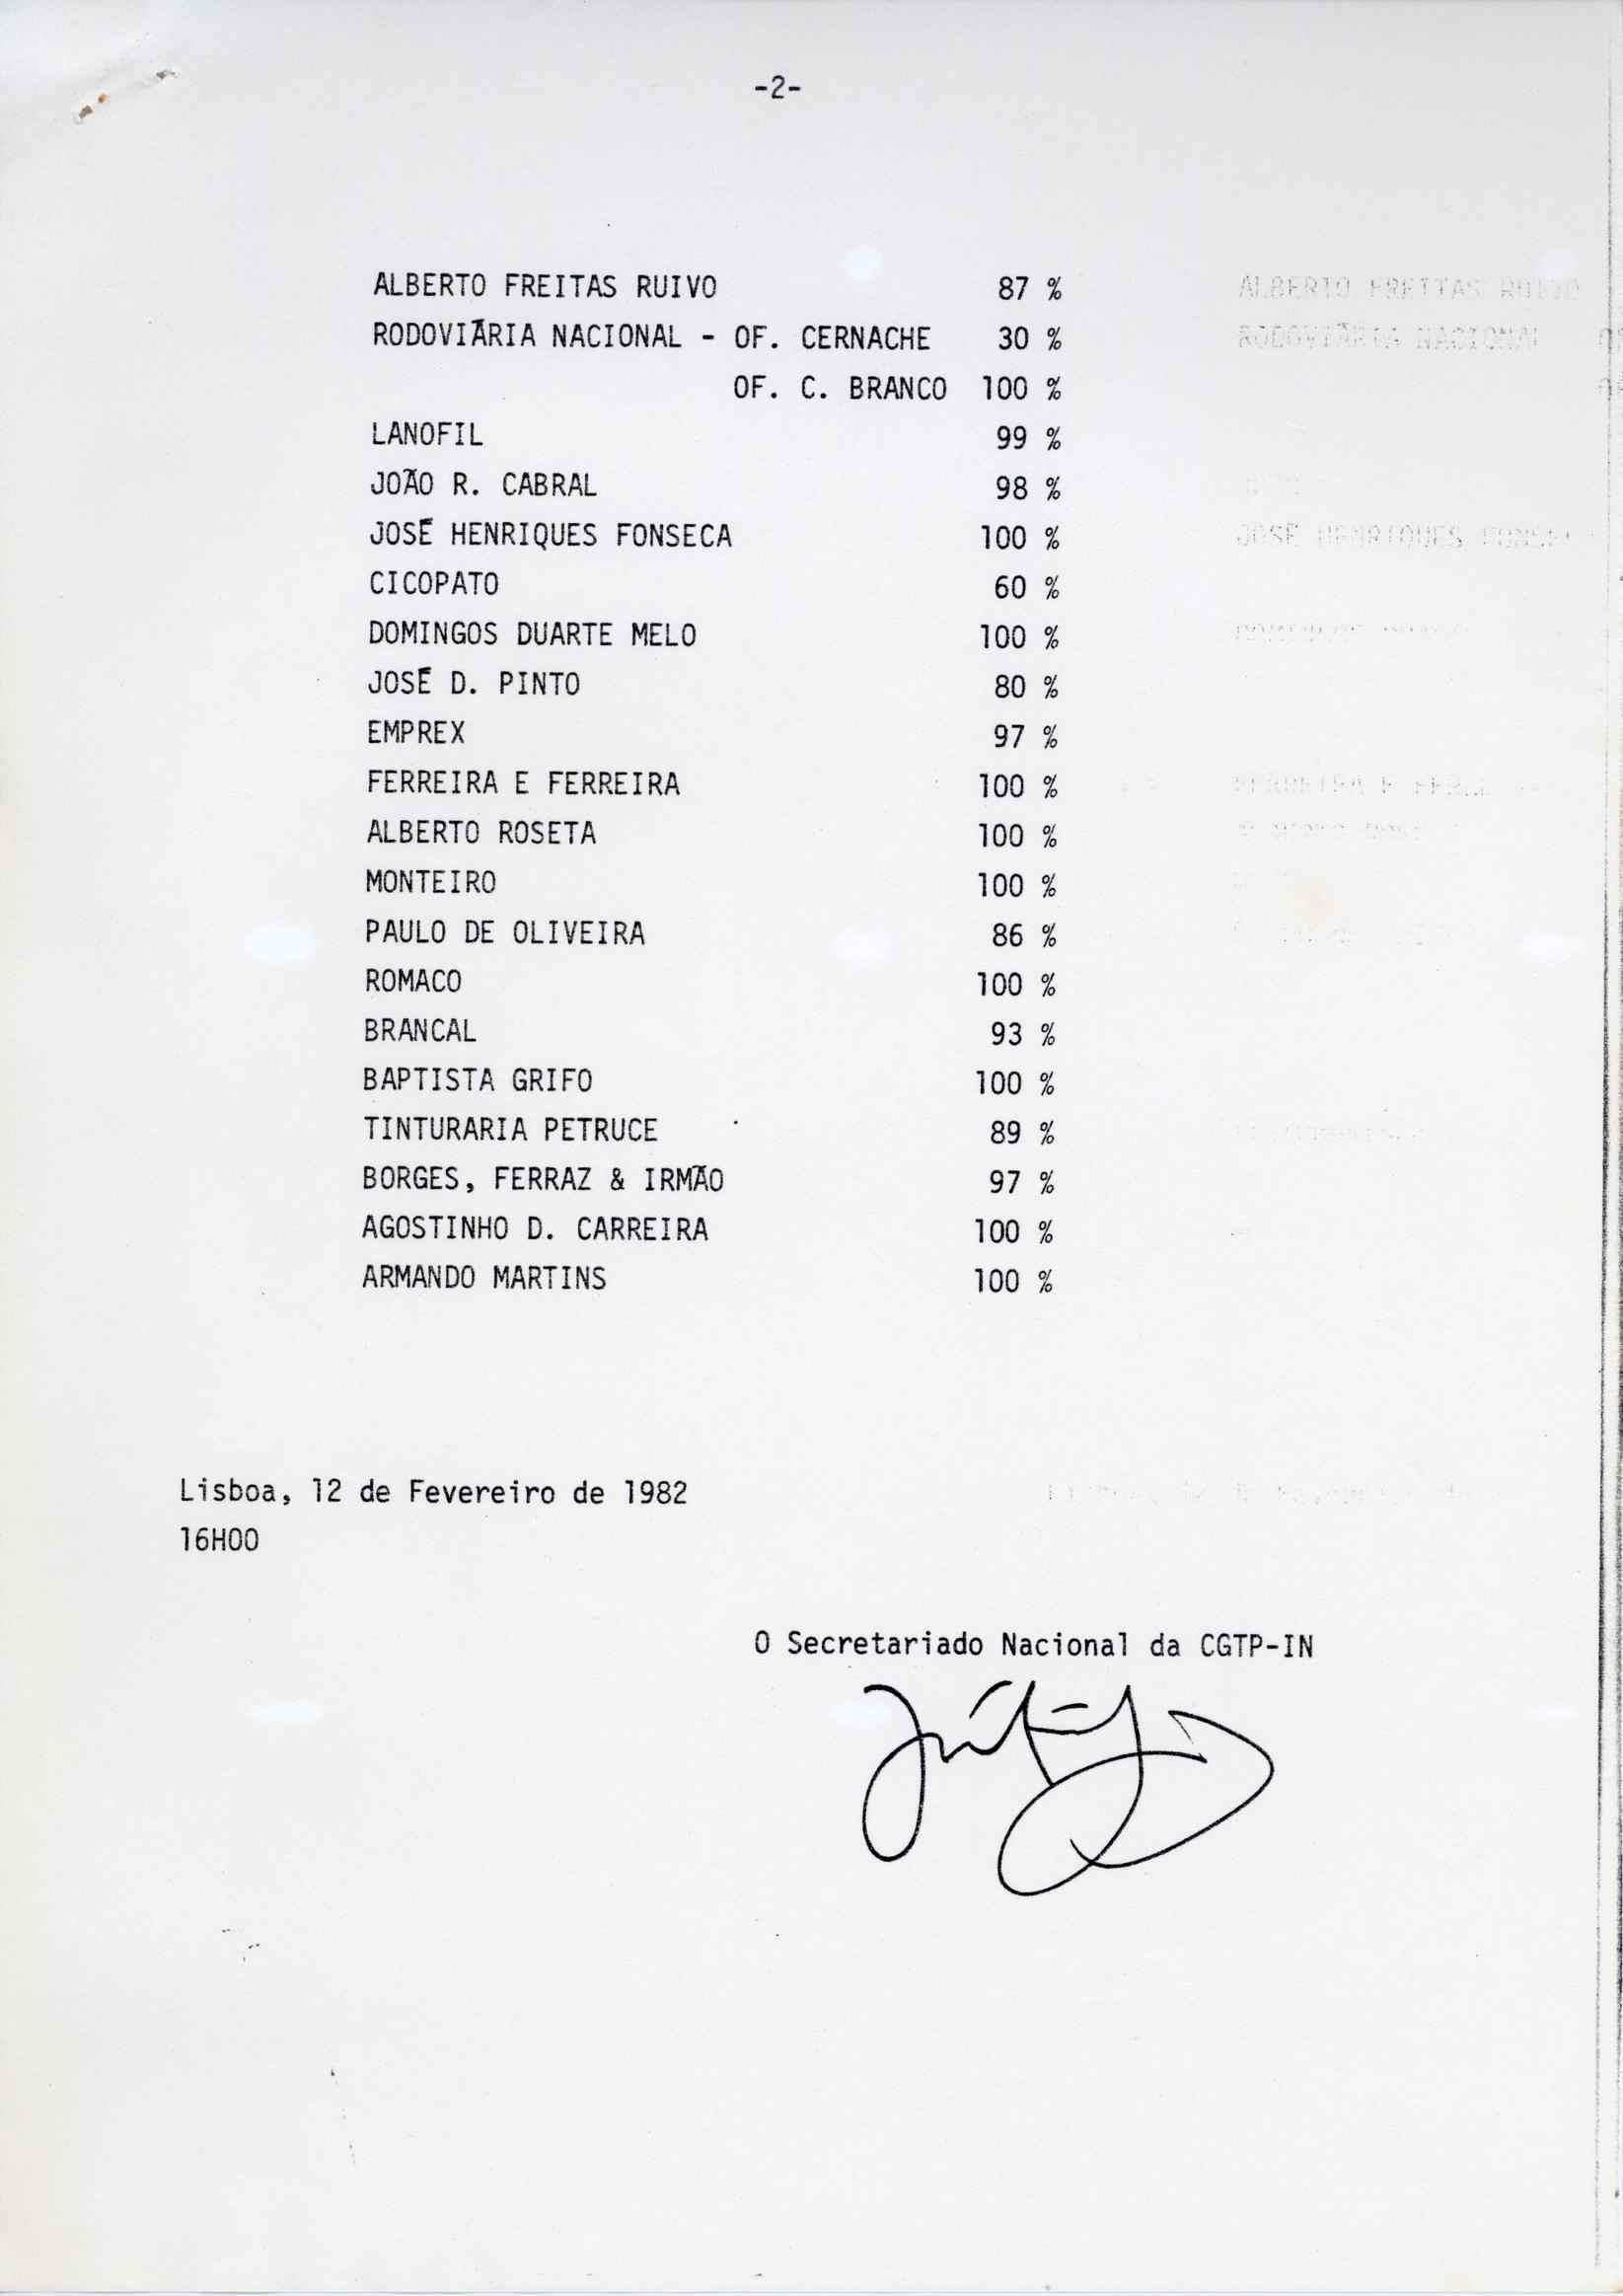 -2-
ALBERTO FREITAS RUIVO 87 %
RODOVIÁRIA NACIONAL - OF. CERNACHE 30 %
OF. C. BRANCO 100 %
LANOFIL 99 %
JOÃO R. CABRAL 98 %
JOSÉ HENRIQUES FONSECA 100 %
CICOPATO 60 %
DOMINGOS DUARTE MELO 100 %
JOSÉ D. PINTO 80 %
EMPREX 97 %
FERREIRA E FERREIRA 100 %
ALBERTO ROSETA 100 %
MONTEIRO 100 %
PAULO DE OLIVEIRA 86 %
ROMACO 100 %
BRANCAL 93 %
BAPTISTA GRIFO 100 %
TINTURARIA PETRUCE 89 %
BORGES, FERRAZ & IRMÃO 97 %
AGOSTINHO D. CARREIRA 100 %
ARMANDO MARTINS 100 %
Lisboa, 12 de Fevereiro de 1982
16H00
O Secretariado Nacional da CGTP-IN